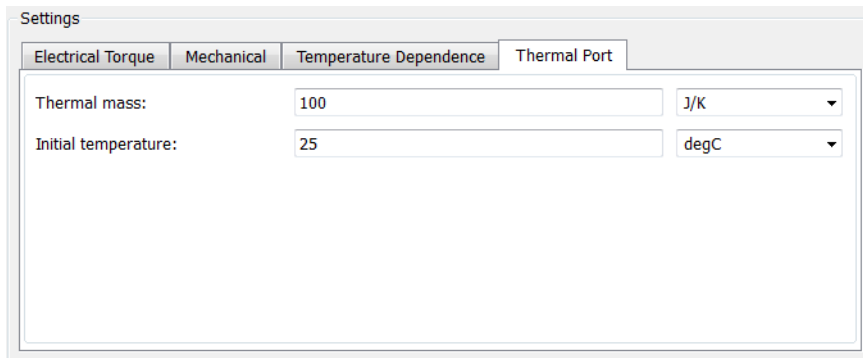 Settings
Electrical Torque Mechanical Temperature Dependence Thermal Port
Thermal mass: 100 J/K
Initial temperature: 25 degC